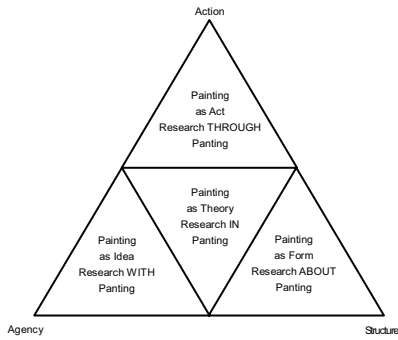 Action
Painting
as Act
Research THROUGH
Panting
Painting
as Theory
Research IN
Panting
Painting
as Idea
Research WITH
Panting
Painting
as Form
Research ABOUT
Panting
Agency
Structure